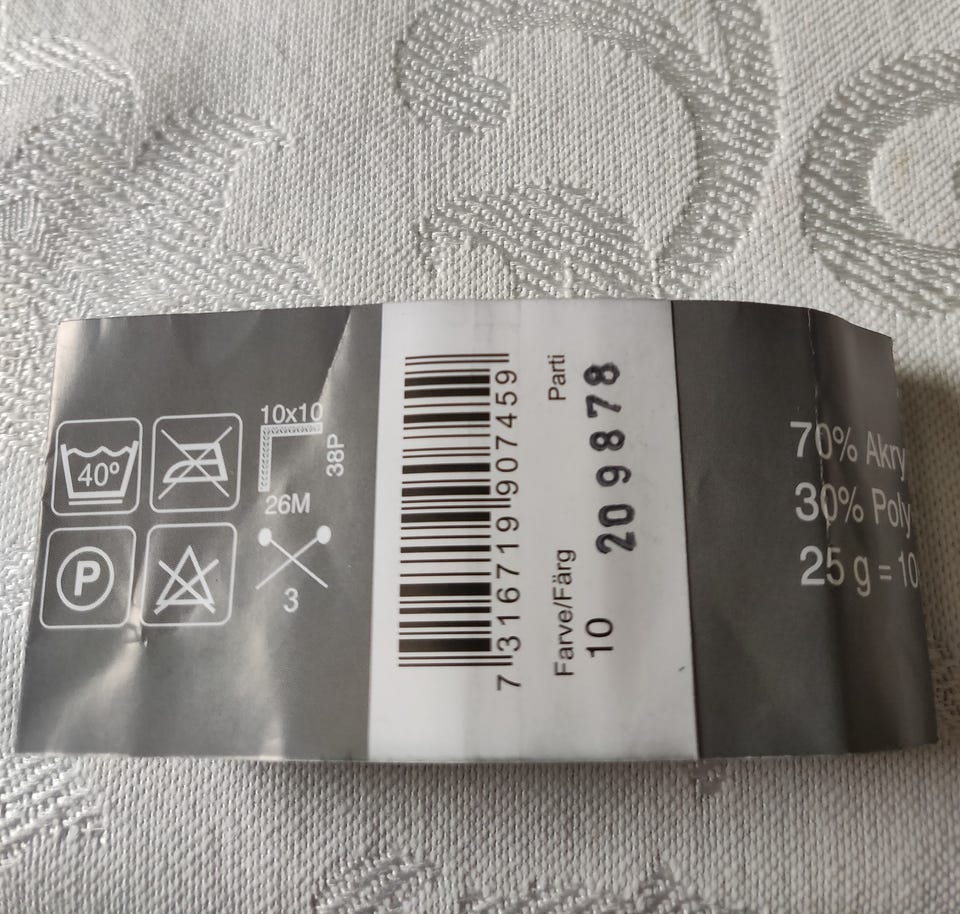 40°
P
10x10
38P
26M
3
7 316719 907459
Farve/Färg
10
Parti
209878
70% Akry
30% Poly
25 g = 10